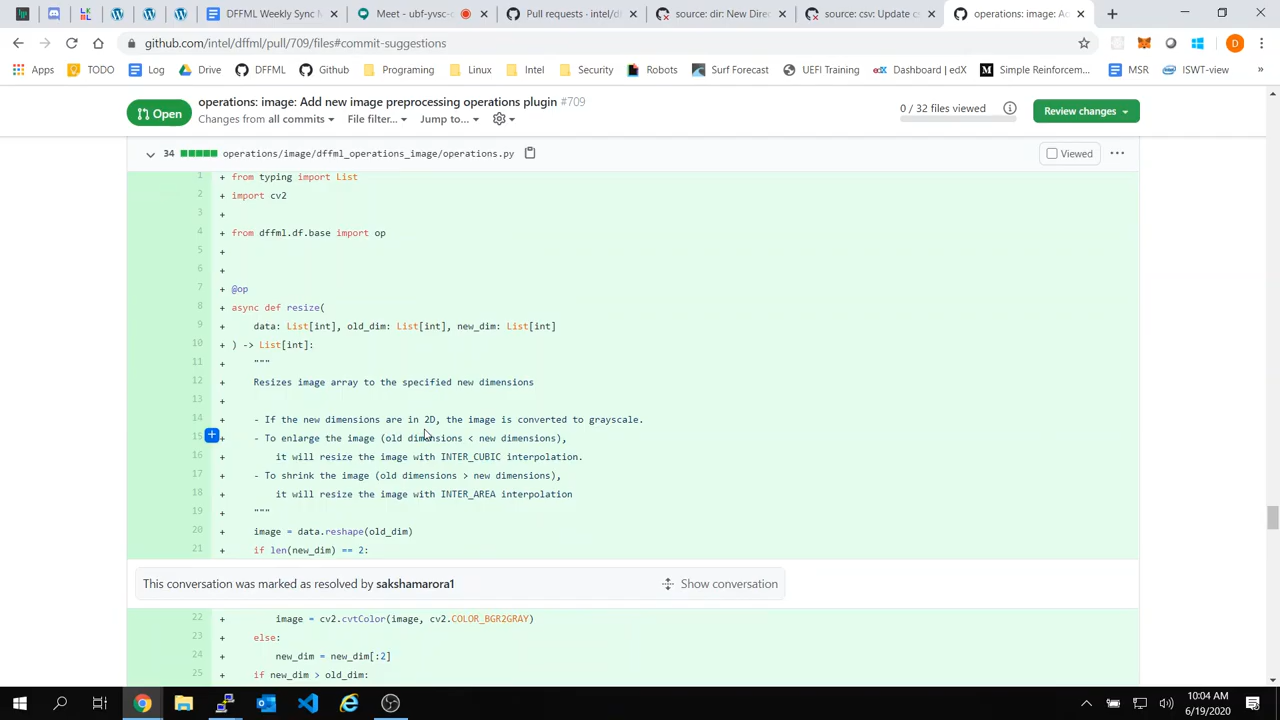 DFFML Weekly Sync M
Meet - ubf-yvsc-c
Pull requests · intel/df
source: dir New Direc
source: csv: Update cs
operations: image: Ad
github.com/intel/dffml/pull/709/files#commit-suggestions
D
Apps
TODO
Log
Drive
DFFML
Github
Programming
Linux
Intel
Security
Robots
Surf Forecast
UEFI Training
Dashboard | edX
Simple Reinforcem...
MSR
ISWT-view
»
Open
operations: image: Add new image preprocessing operations plugin #709
Changes from all commits
File filter...
Jump to...
0 / 32 files viewed
Review changes
34
operations/image/dffml_operations_image/operations.py
Viewed
1 + from typing import List
2 + import cv2
3 +
4 + from dffml.df.base import op
5 +
6 +
7 + @op
8 + async def resize(
9 + data: List[int], old_dim: List[int], new_dim: List[int]
10 + ) -> List[int]:
11 + """
12 + Resizes image array to the specified new dimensions
13 +
14 + - If the new dimensions are in 2D, the image is converted to grayscale.
15 + - To enlarge the image (old dimensions < new dimensions),
16 + it will resize the image with INTER_CUBIC interpolation.
17 + - To shrink the image (old dimensions > new dimensions),
18 + it will resize the image with INTER_AREA interpolation
19 + """
20 + image = data.reshape(old_dim)
21 + if len(new_dim) == 2:
This conversation was marked as resolved by sakshamarora1
Show conversation
22 + image = cv2.cvtColor(image, cv2.COLOR_BGR2GRAY)
23 + else:
24 + new_dim = new_dim[:2]
25 + if new_dim > old_dim:
10:04 AM
6/19/2020